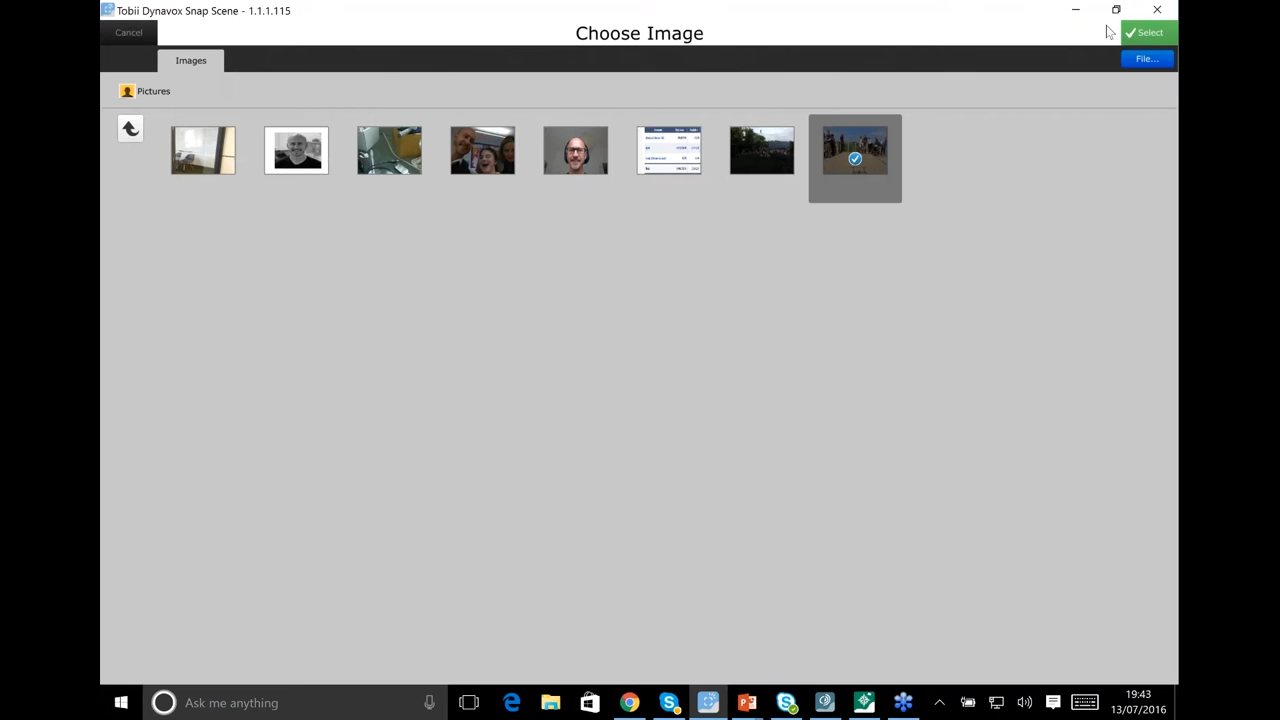 Tobii Dynavox Snap Scene - 1.1.1.115
Cancel
Choose Image
Select
Images
File...
Pictures
Ask me anything
19:43
13/07/2016